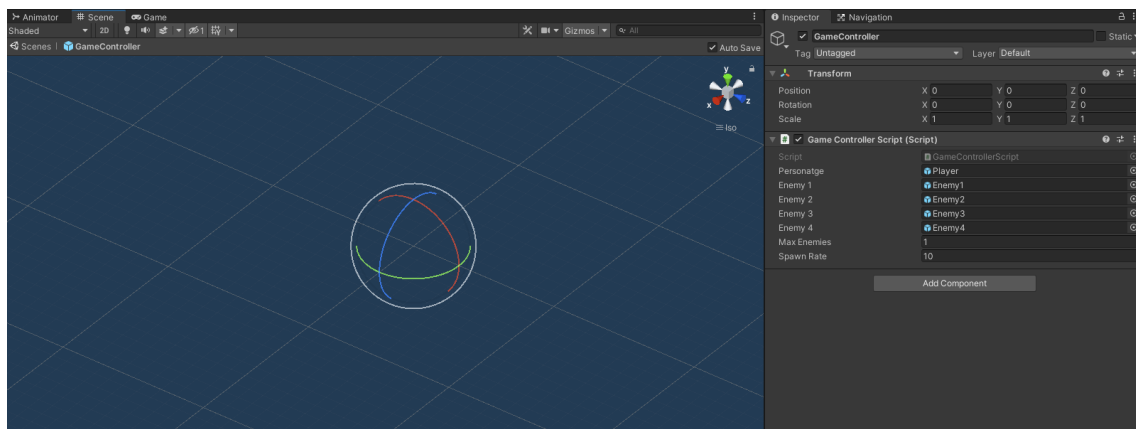 Animator Scene Game
Shaded 2D 1 Gizmos All
Scenes GameController Auto Save
y
x z
Iso
Inspector Navigation
GameController Static
Tag Untagged Layer Default
Transform
Position X 0 Y 0 Z 0
Rotation X 0 Y 0 Z 0
Scale X 1 Y 1 Z 1
# Game Controller Script (Script)
Script GameControllerScript
Personatge Player
Enemy 1 Enemy1
Enemy 2 Enemy2
Enemy 3 Enemy3
Enemy 4 Enemy4
Max Enemies 1
Spawn Rate 10
Add Component